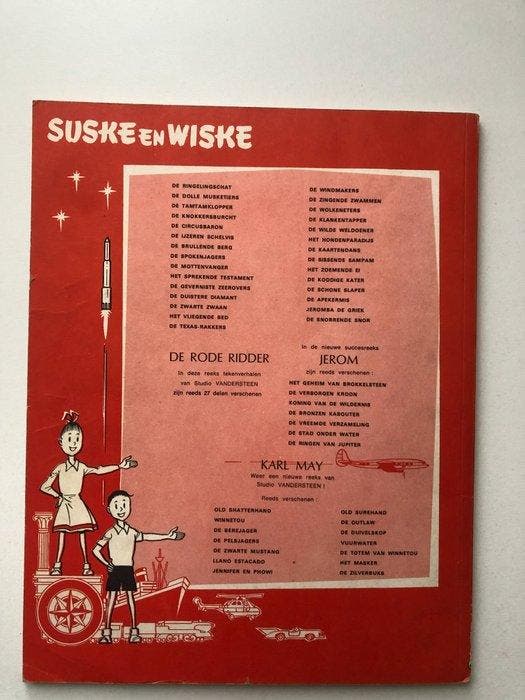 SUSKE EN WISKE
DE RINGELINGSCHAT
DE DOLLE MUSKETIERS
DE TAMTAMKLOPPER
DE KNOKKERSBURCHT
DE CIRCUSBARON
DE IJZEREN SCHELVIS
DE BRULLENDE BERG
DE SPOKENJAGERS
DE MOTTENVANGER
HET SPREKENDE TESTAMENT
DE GEVERNISTE ZEEROVERS
DE DUISTERE DIAMANT
DE ZWARTE ZWAAN
HET VLIEGENDE BED
DE TEXAS-RAKKERS
DE WINDMAKERS
DE ZINGENDE ZWAMMEN
DE WOLKENETERS
DE KLANKENTAPPER
DE WILDE WELDOENER
HET HONDENPARADIJS
DE KAARTENDANS
DE SISSENDE SAMPAM
HET ZOEMENDE EI
DE KODDIGE KATER
DE SCHONE SLAPER
DE APEKERMIS
JEROMBA DE GRIEK
DE SNORRENDE SNOR
DE RODE RIDDER
In deze reeks tekenverhalen
van Studio VANDERSTEEN
zijn reeds 27 delen verschenen
In de nieuwe succesreeks
JEROM
zijn reeds verschenen :
HET GEHEIM VAN BROKKELSTEEN
DE VERBORGEN KROON
KONING VAN DE WILDERNIS
DE BRONZEN KABOUTER
DE VREEMDE VERZAMELING
DE STAD ONDER WATER
DE RINGEN VAN JUPITER
KARL MAY
Weer een nieuwe reeks van
Studio VANDERSTEEN !
Reeds verschenen :
OLD SHATTERHAND
WINNETOU
DE BEREJAGER
DE PELSJAGERS
DE ZWARTE MUSTANG
LLANO ESTACADO
JENNIFER EN PHOWI
OLD SUREHAND
DE OUTLAW
DE DUIVELSKOP
VUURWATER
DE TOTEM VAN WINNETOU
HET MASKER
DE ZILVERBUKS